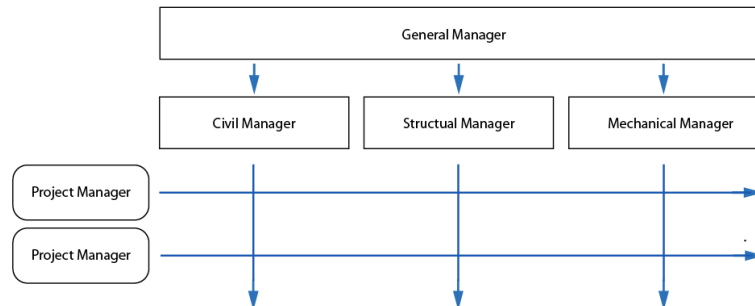 General Manager
Civil Manager
Structual Manager
Mechanical Manager
Project Manager
Project Manager